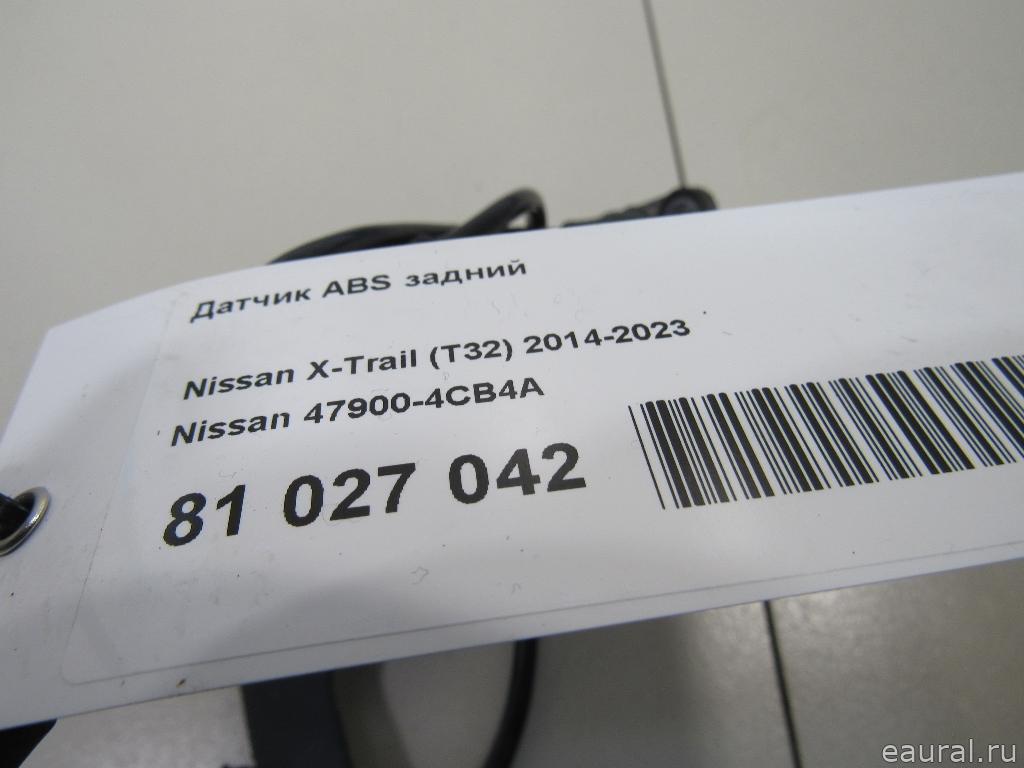 Датчик ABS задний
Nissan X-Trail (T32) 2014-2023
Nissan 47900-4CB4A
81 027 042
eaural.ru